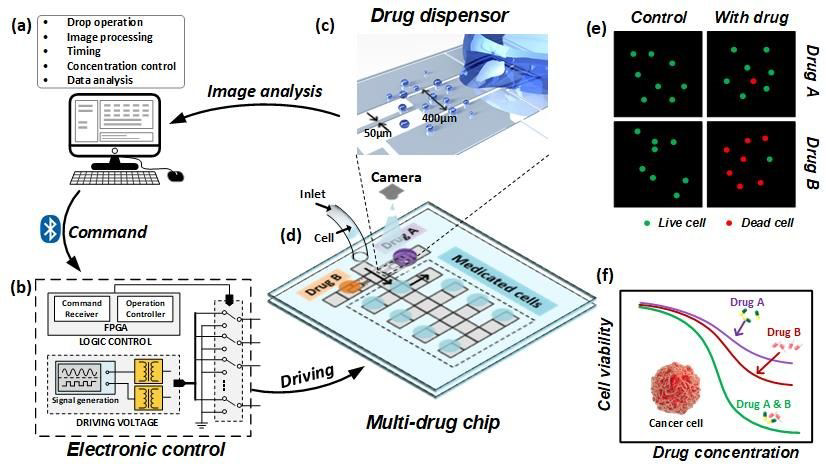 (a)
• Drop operation
• Image processing
• Timing
• Concentration control
• Data analysis
Image analysis
Command
(b)
Command
Receiver
Operation
Controller
FPGA
LOGIC CONTROL
Signal generation
DRIVING VOLTAGE
Electronic control
Driving
(c)
Drug dispensor
50µm
400µm
Camera
Inlet
Cell
(d)
Drug A
Drug B
Medicated cells
Multi-drug chip
(e)
Control
With drug
Drug A
Drug B
Live cell
Dead cell
(f)
Cell viability
Drug A
Drug B
Drug A & B
Cancer cell
Drug concentration